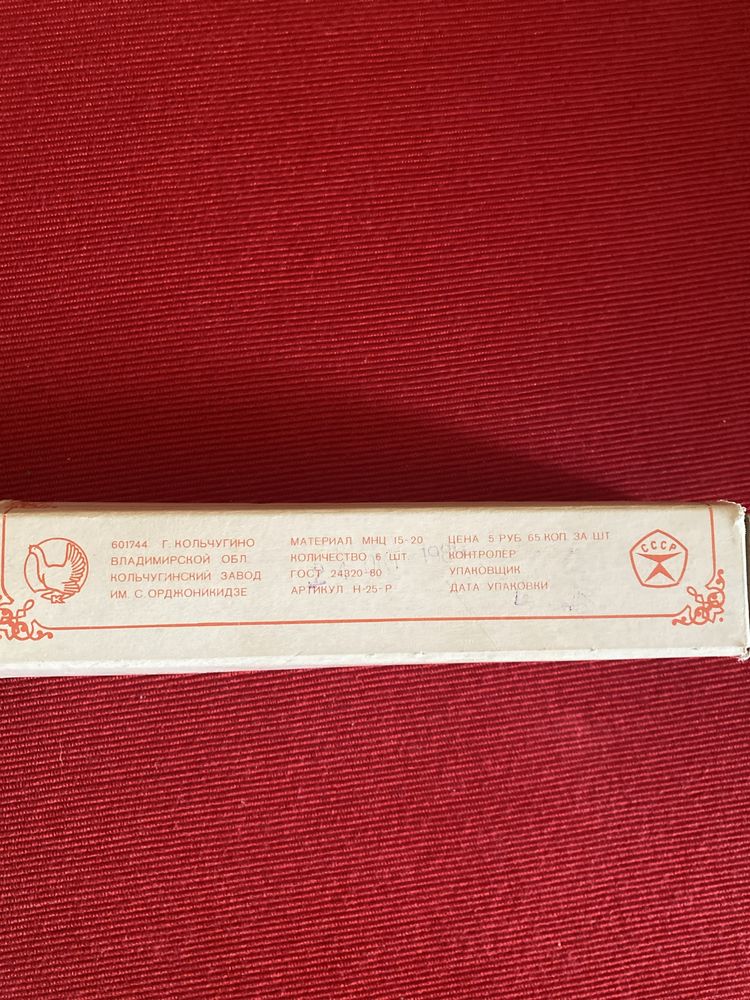 601744 Г. КОЛЬЧУГИНО
ВЛАДИМИРСКОЙ ОБЛ
КОЛЬЧУГИНСКИЙ ЗАВОД
ИМ. С. ОРДЖОНИКИДЗЕ
МАТЕРИАЛ МНЦ 15-20
КОЛИЧЕСТВО 6 ШТ
ГОСТ 24320-80
АРТИКУЛ Н-25-Р
ЦЕНА 5 РУБ 65 КОП. ЗА ШТ
КОНТРОЛЕР
УПАКОВЩИК
ДАТА УПАКОВКИ
СССР